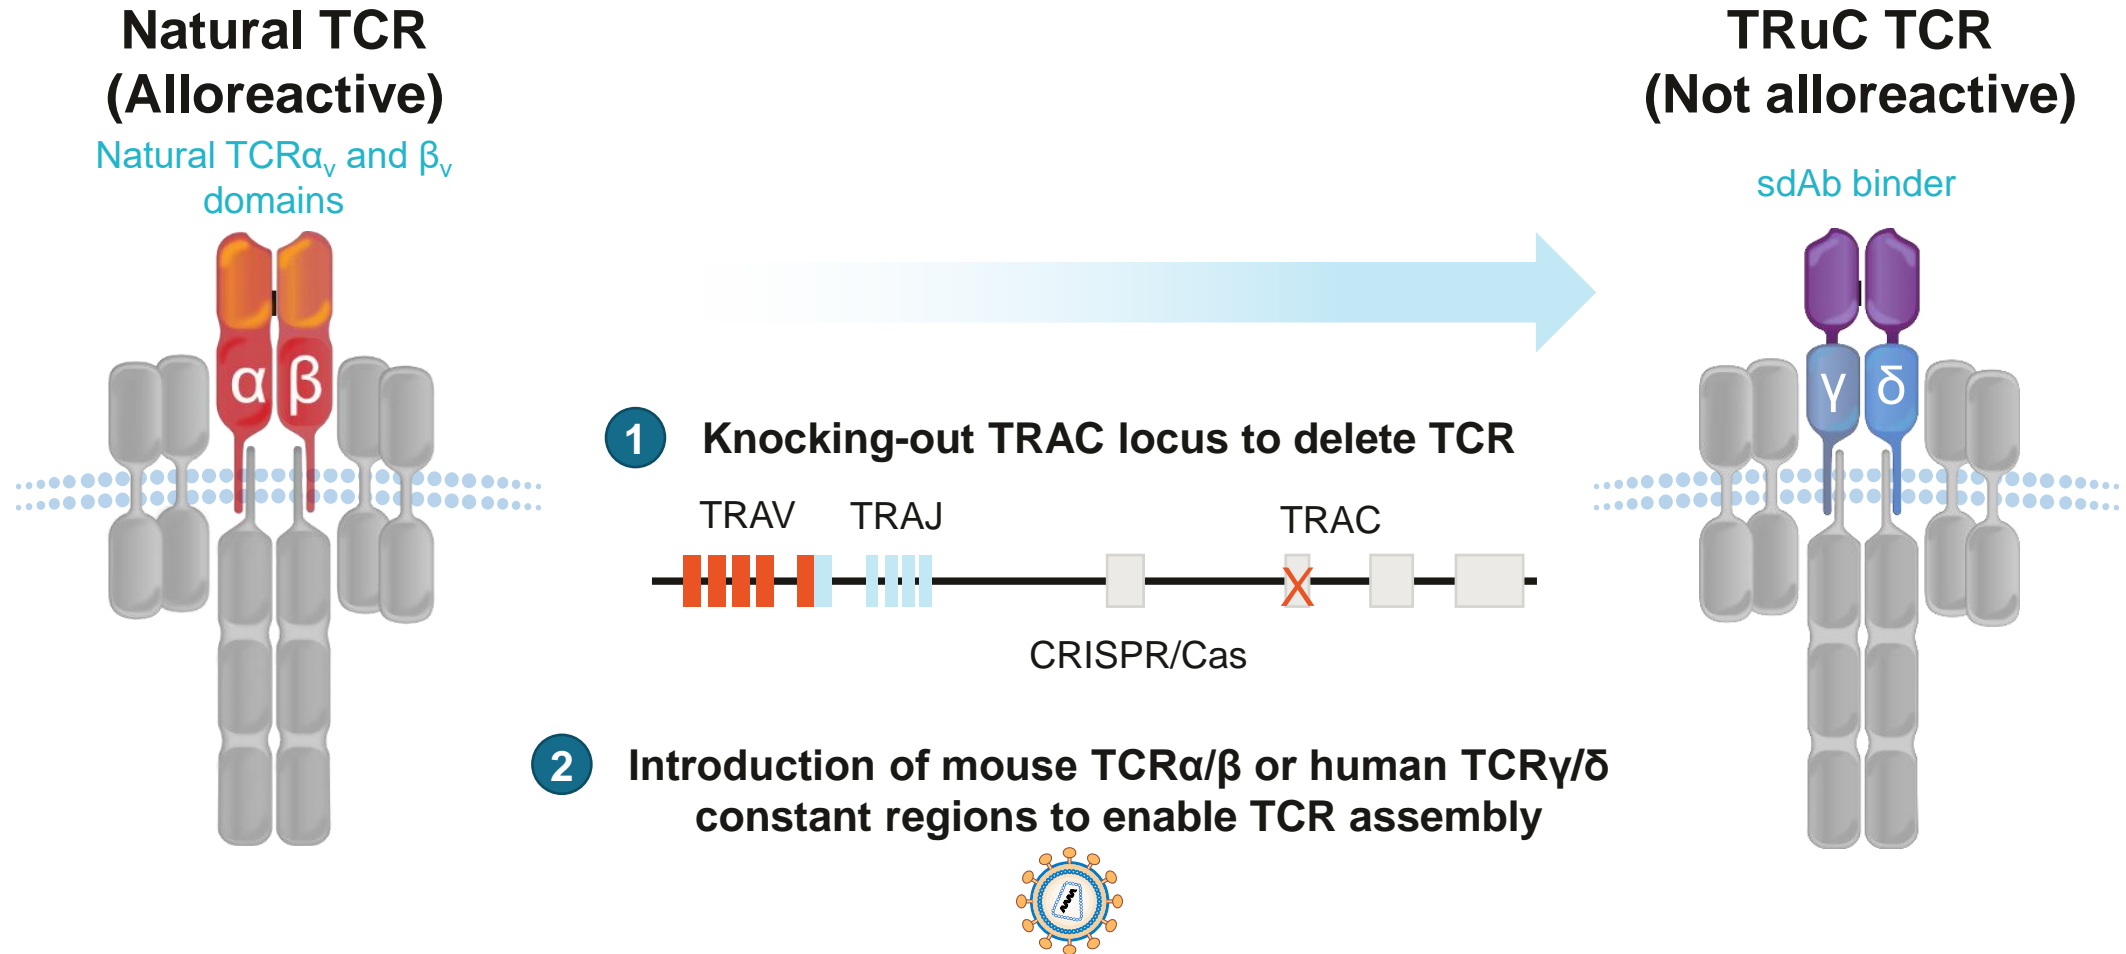 Natural TCR
(Alloreactive)
Natural TCRαv and βv
domains
α β
TRuC TCR
(Not alloreactive)
sdAb binder
γ δ
1 Knocking-out TRAC locus to delete TCR
TRAV TRAJ TRAC
X
CRISPR/Cas
2 Introduction of mouse TCRα/β or human TCRγ/δ
constant regions to enable TCR assembly